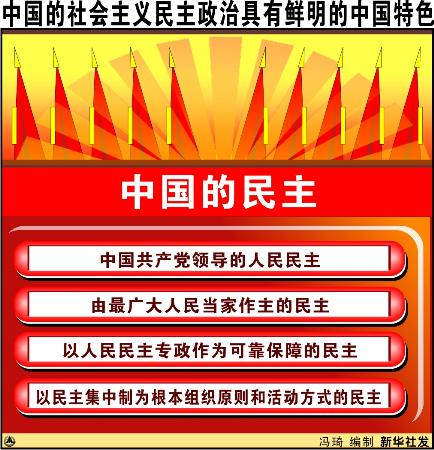 中国的社会主义民主政治具有鲜明的中国特色
中国的民主
中国共产党领导的人民民主
由最广大人民当家作主的民主
以人民民主专政作为可靠保障的民主
以民主集中制为根本组织原则和活动方式的民主
冯琦 编制 新华社发